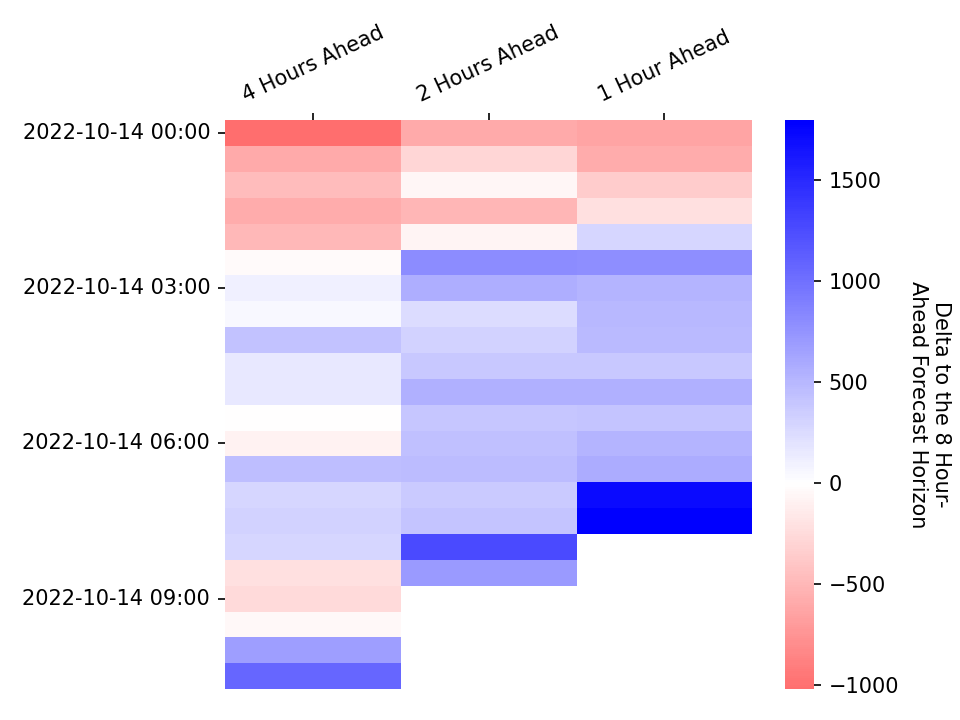 4 Hours Ahead
2 Hours Ahead
1 Hour Ahead
2022-10-14 00:00
2022-10-14 03:00
2022-10-14 06:00
2022-10-14 09:00
1500
1000
500
0
−500
−1000
Delta to the 8 Hour-
Ahead Forecast Horizon